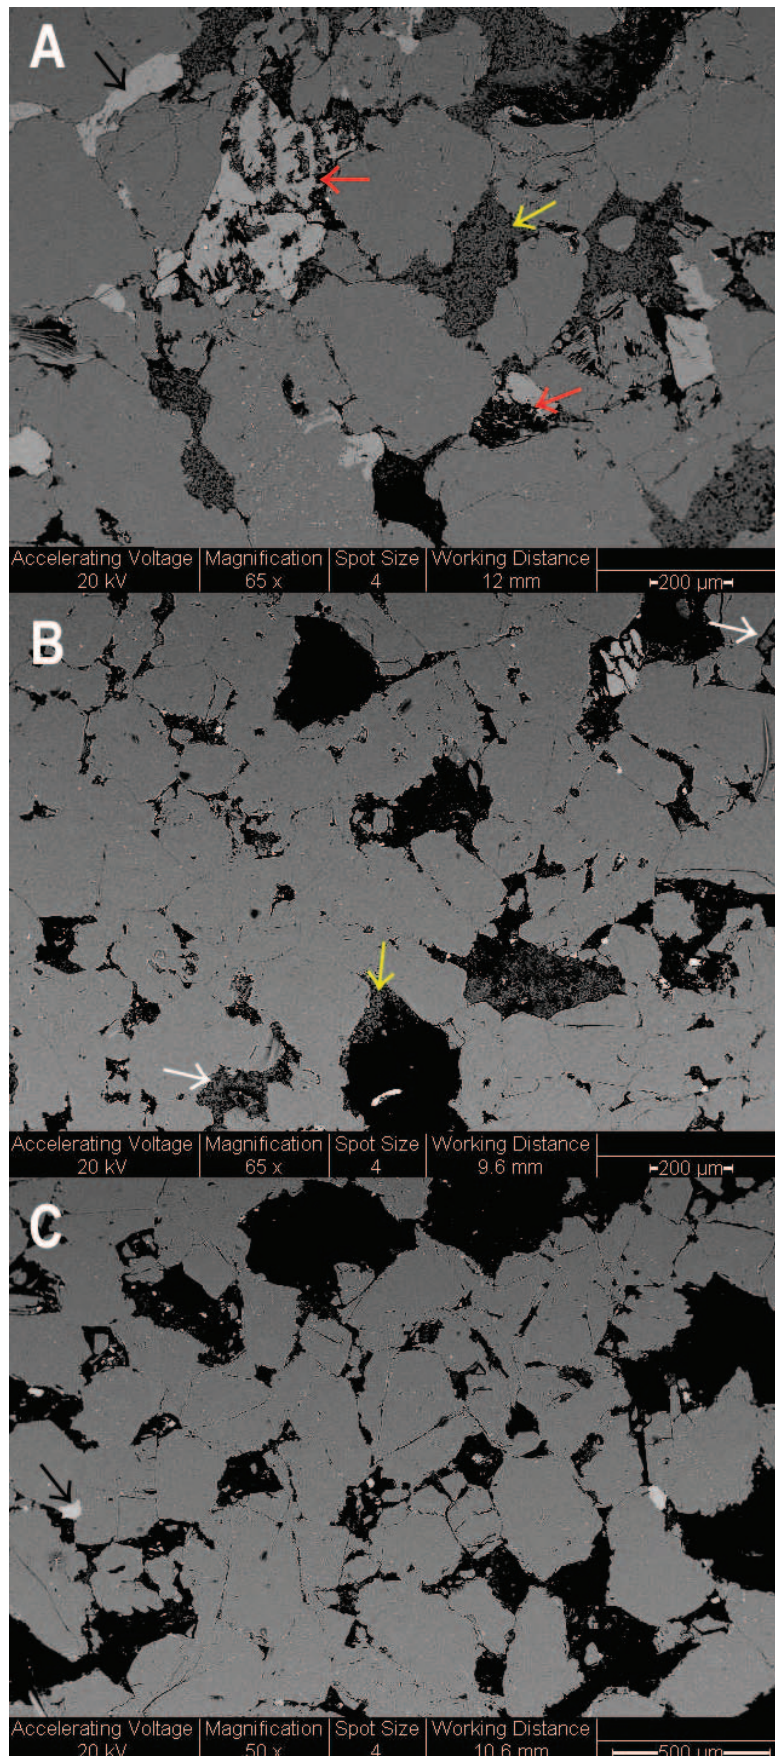 A
Accelerating Voltage Magnification Spot Size Working Distance
20 kV 65 x 4 12 mm 200 µm
B
Accelerating Voltage Magnification Spot Size Working Distance
20 kV 65 x 4 9.6 mm 200 µm
C
Accelerating Voltage Magnification Spot Size Working Distance
20 kV 50 x 4 10.6 mm 500 µm